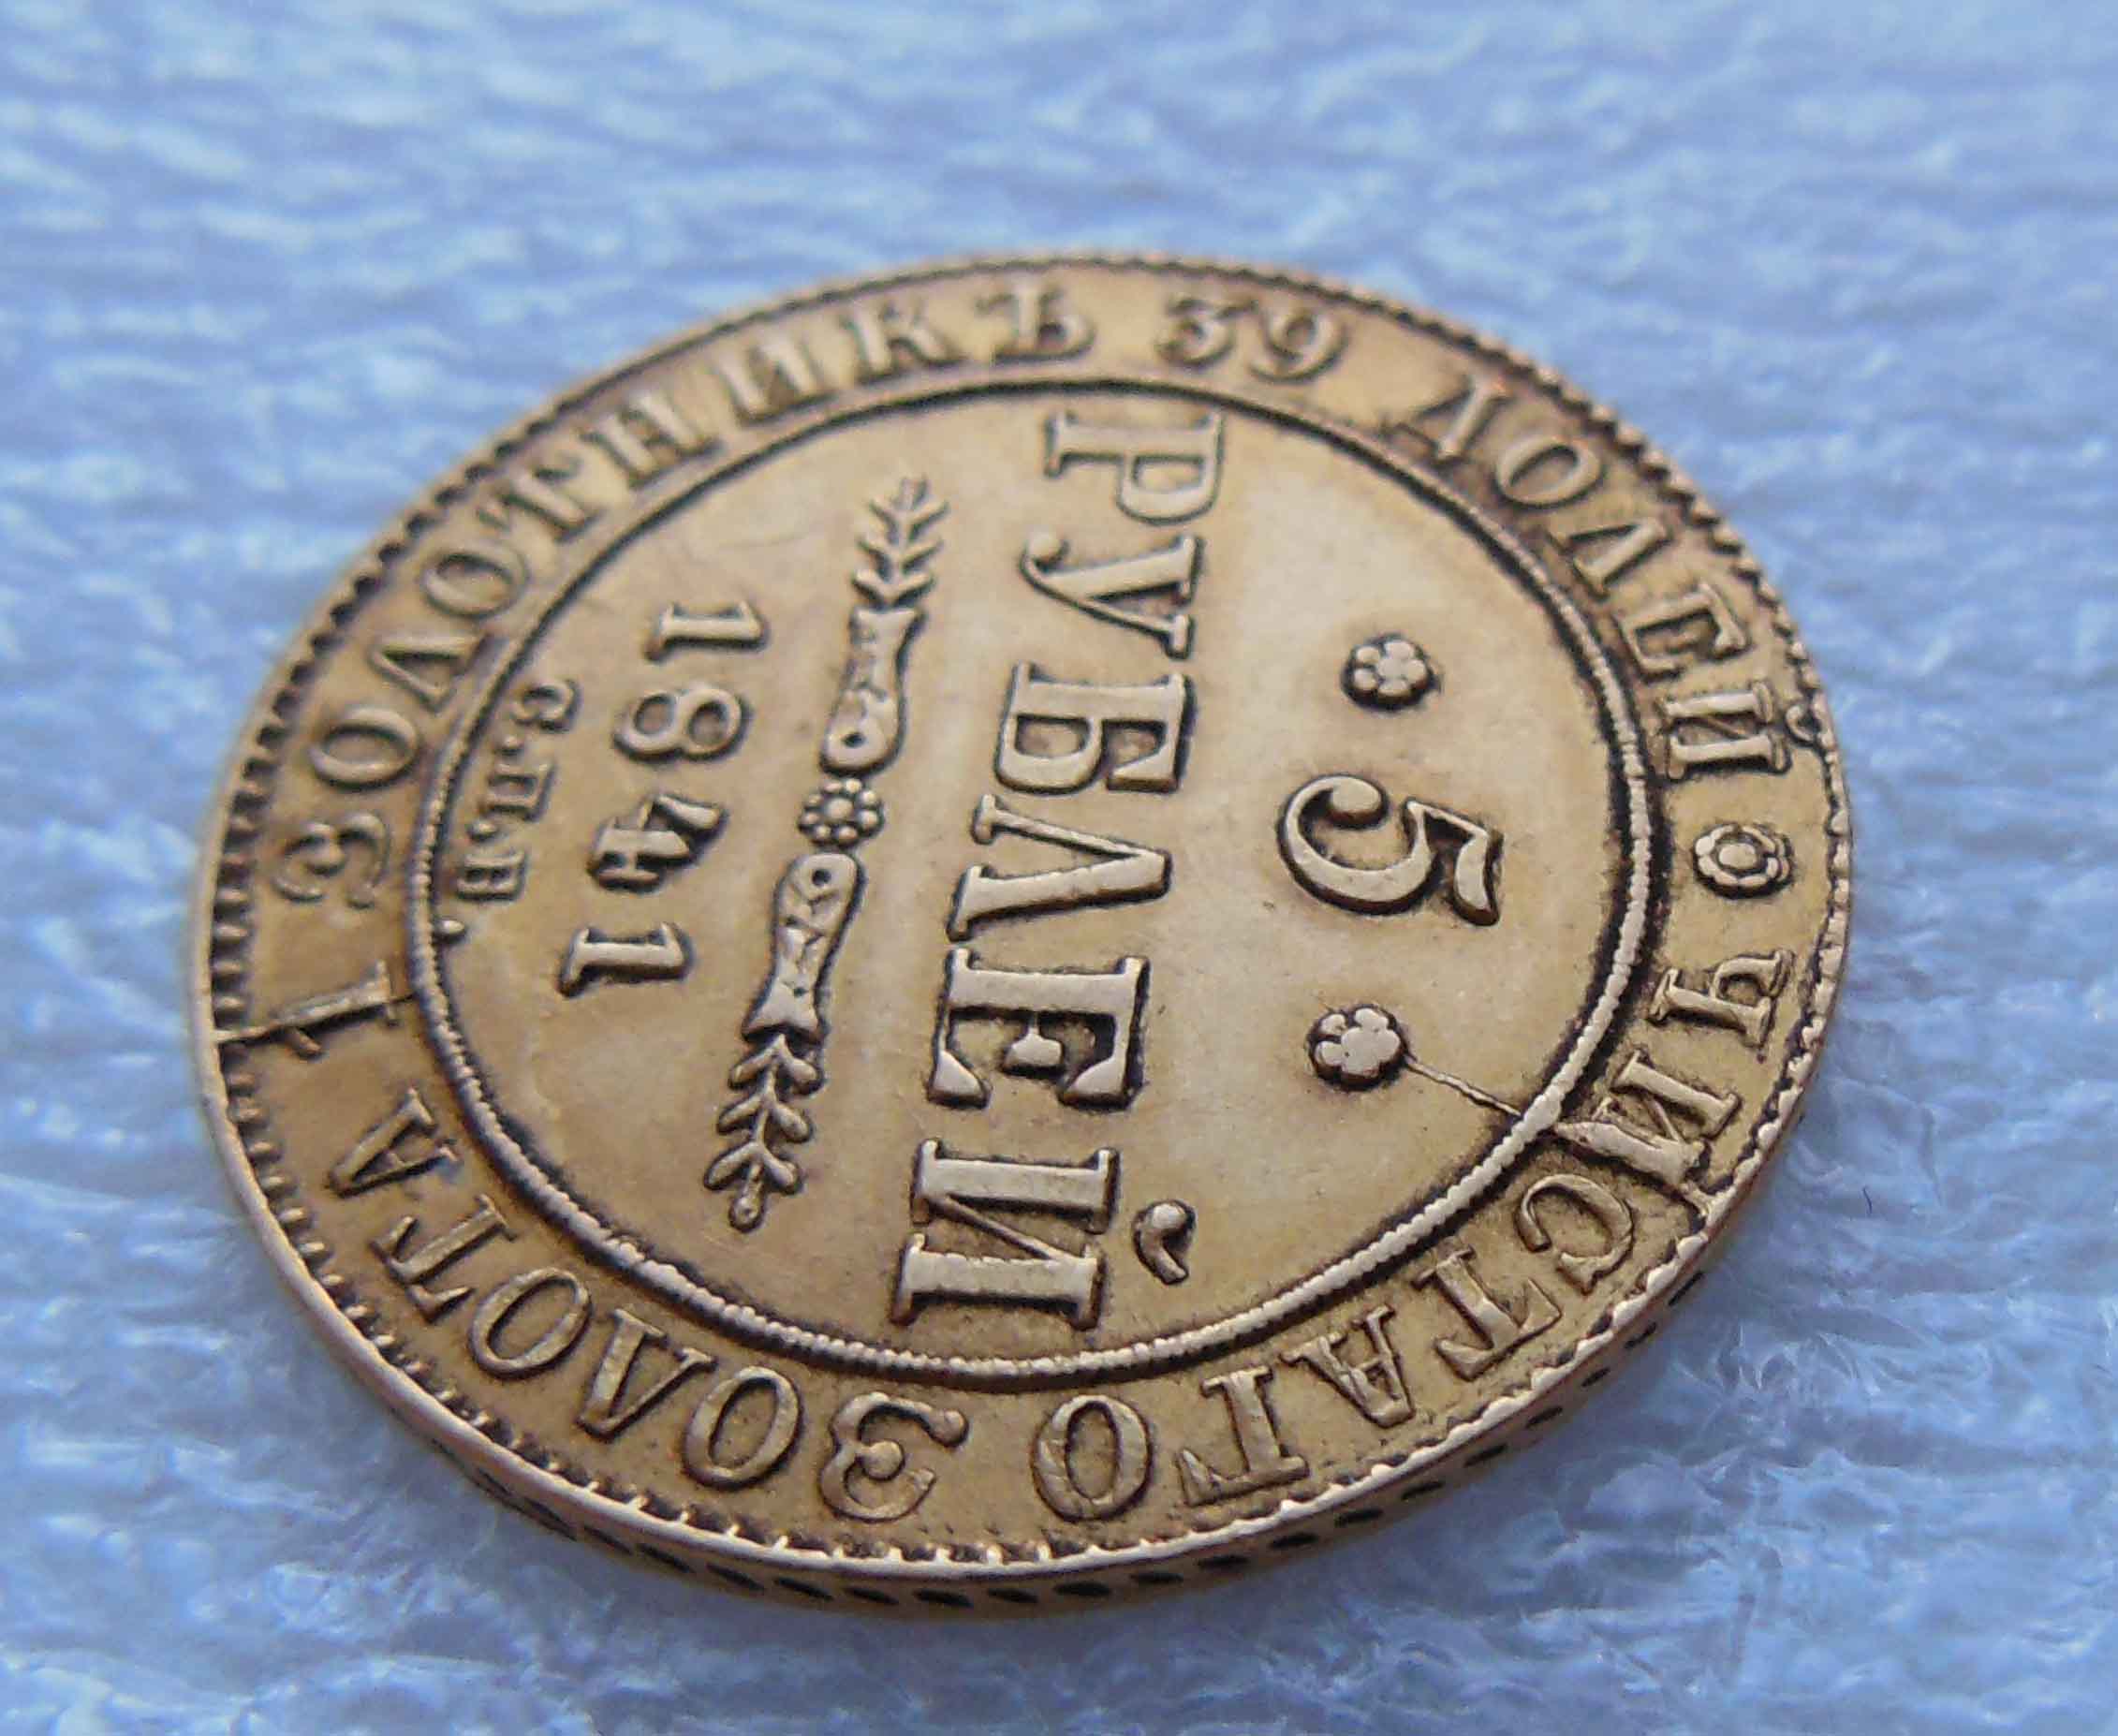 5
РУБЛЕЙ
1841
С.П.Б.
ЧИСТАГО ЗОЛОТА 1 ЗОЛОТНИКЪ 39 ДОЛЕЙ